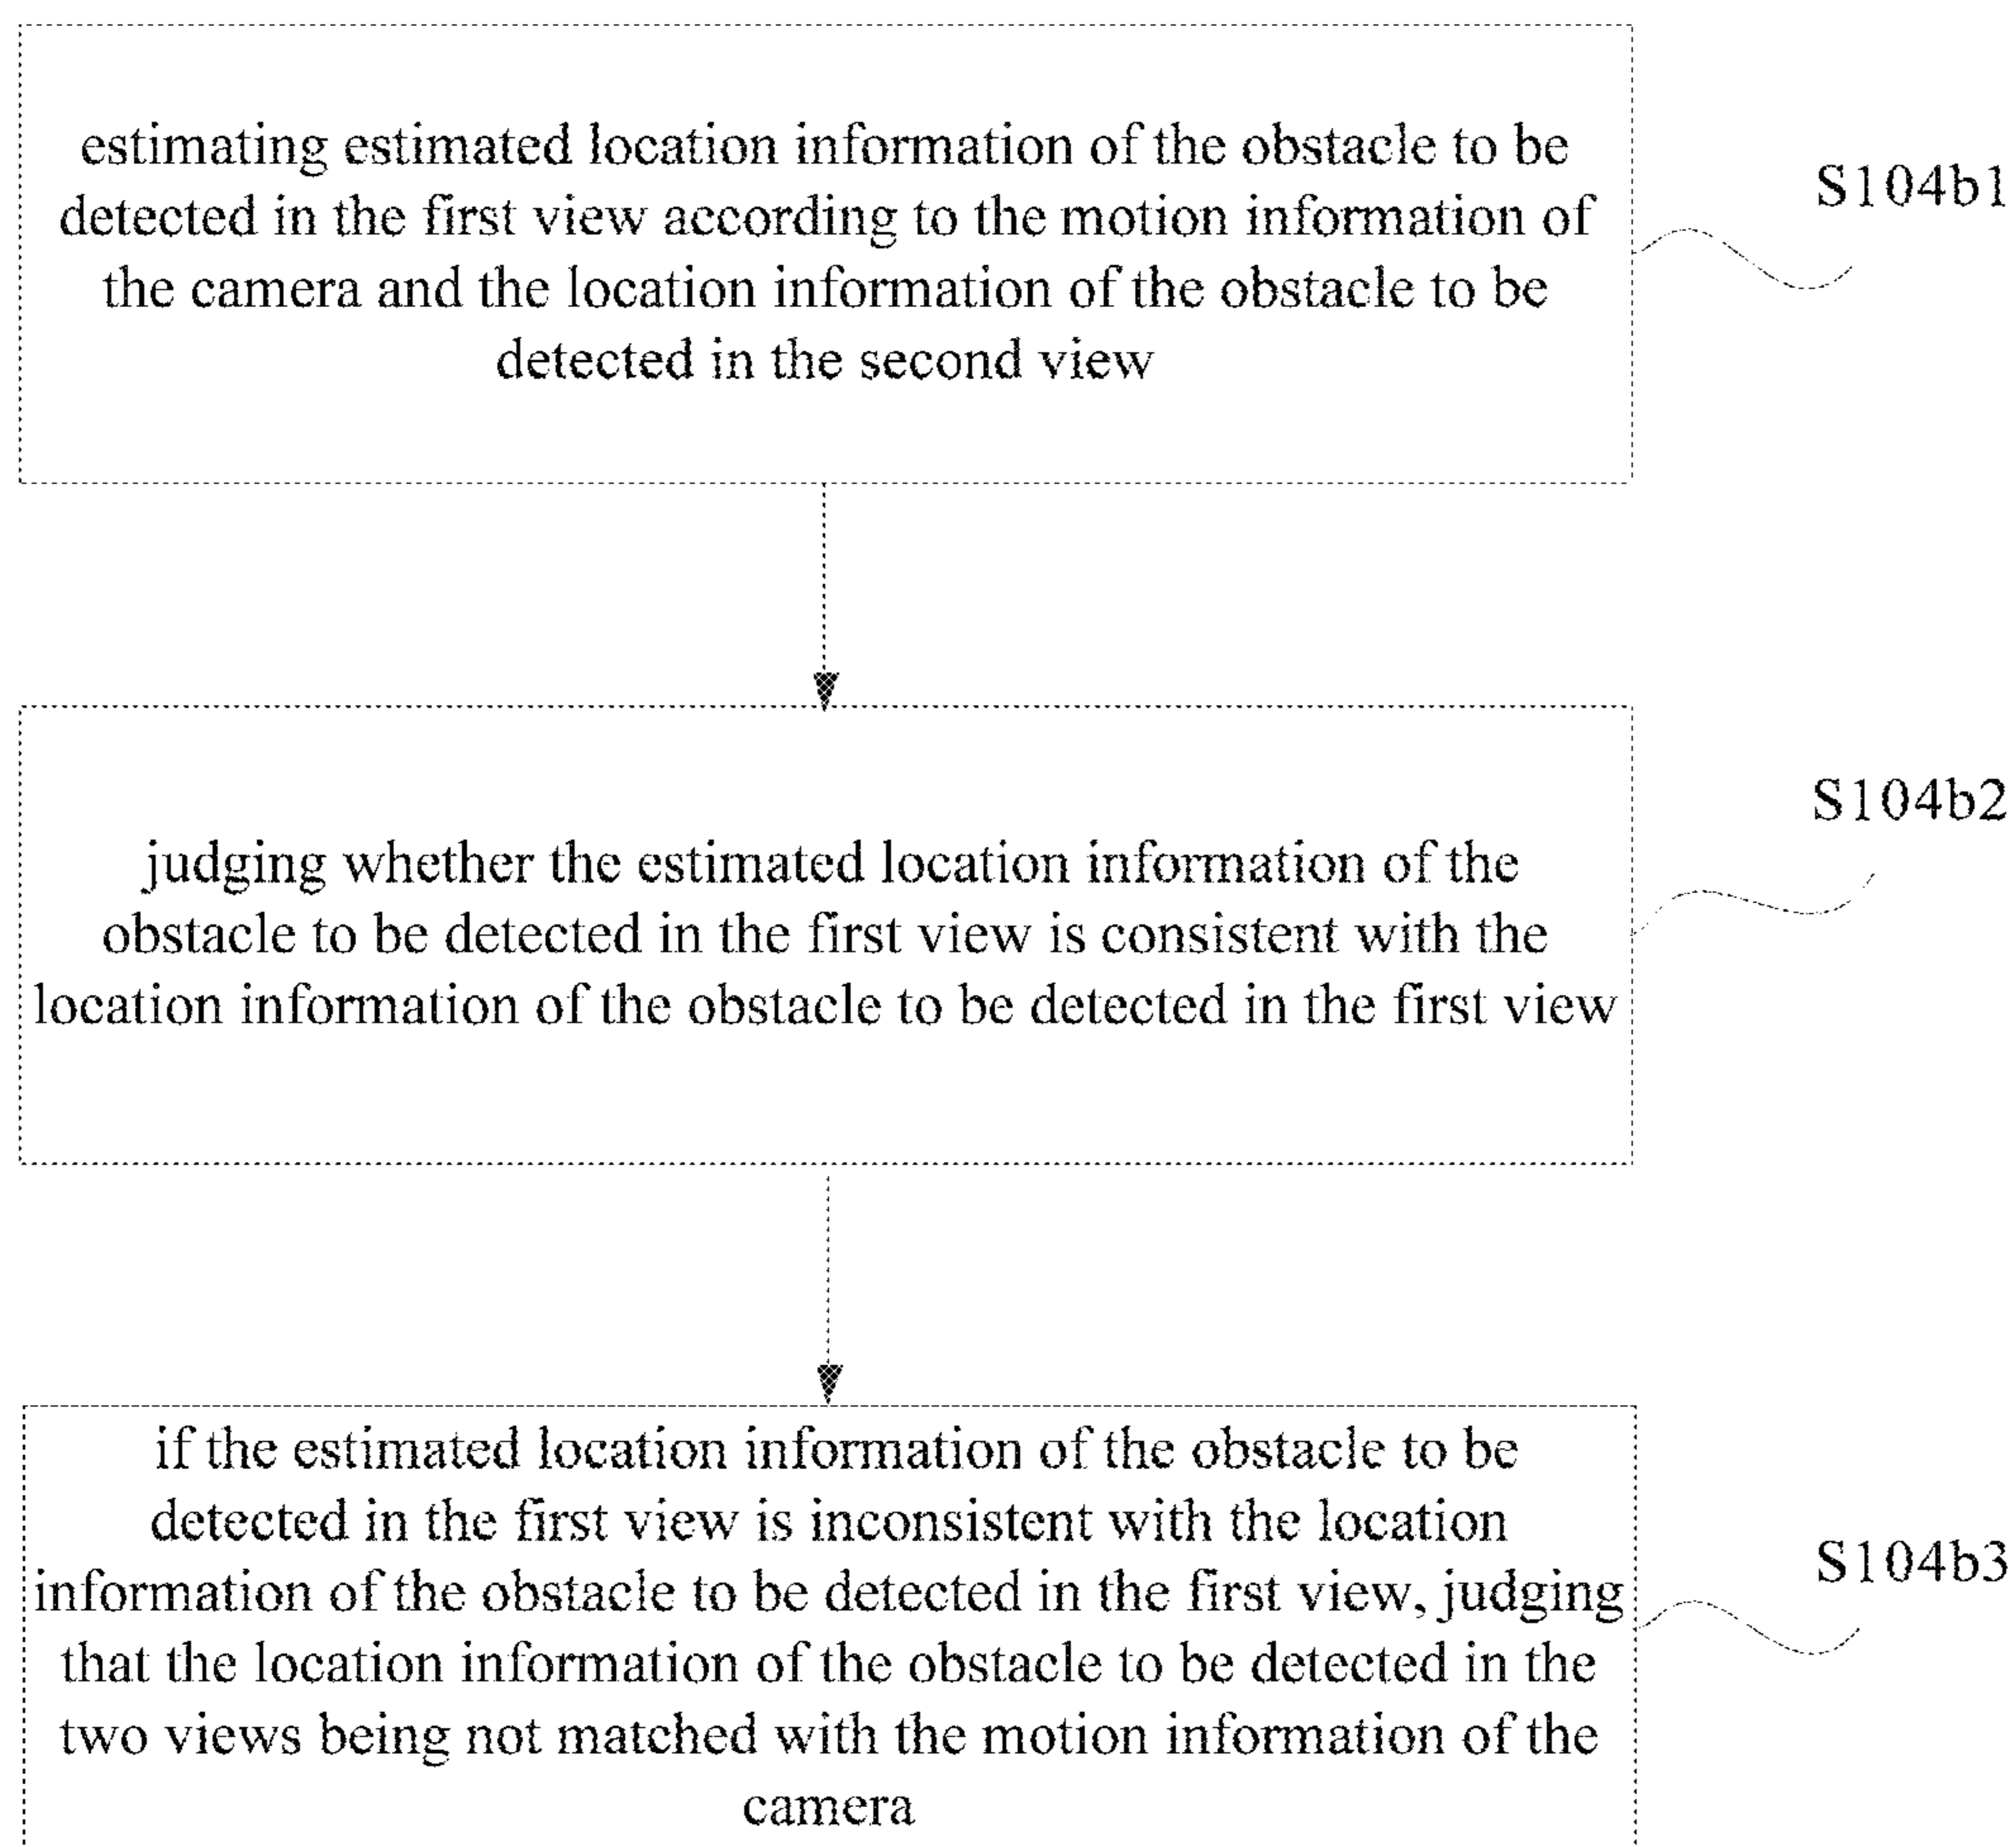 estimating estimated location information of the obstacle to be
detected in the first view according to the motion information of
the camera and the location information of the obstacle to be
detected in the second view
S104b1
judging whether the estimated location information of the
obstacle to be detected in the first view is consistent with the
location information of the obstacle to be detected in the first view
S104b2
if the estimated location information of the obstacle to be
detected in the first view is inconsistent with the location
information of the obstacle to be detected in the first view, judging
that the location information of the obstacle to be detected in the
two views being not matched with the motion information of the
camera
S104b3